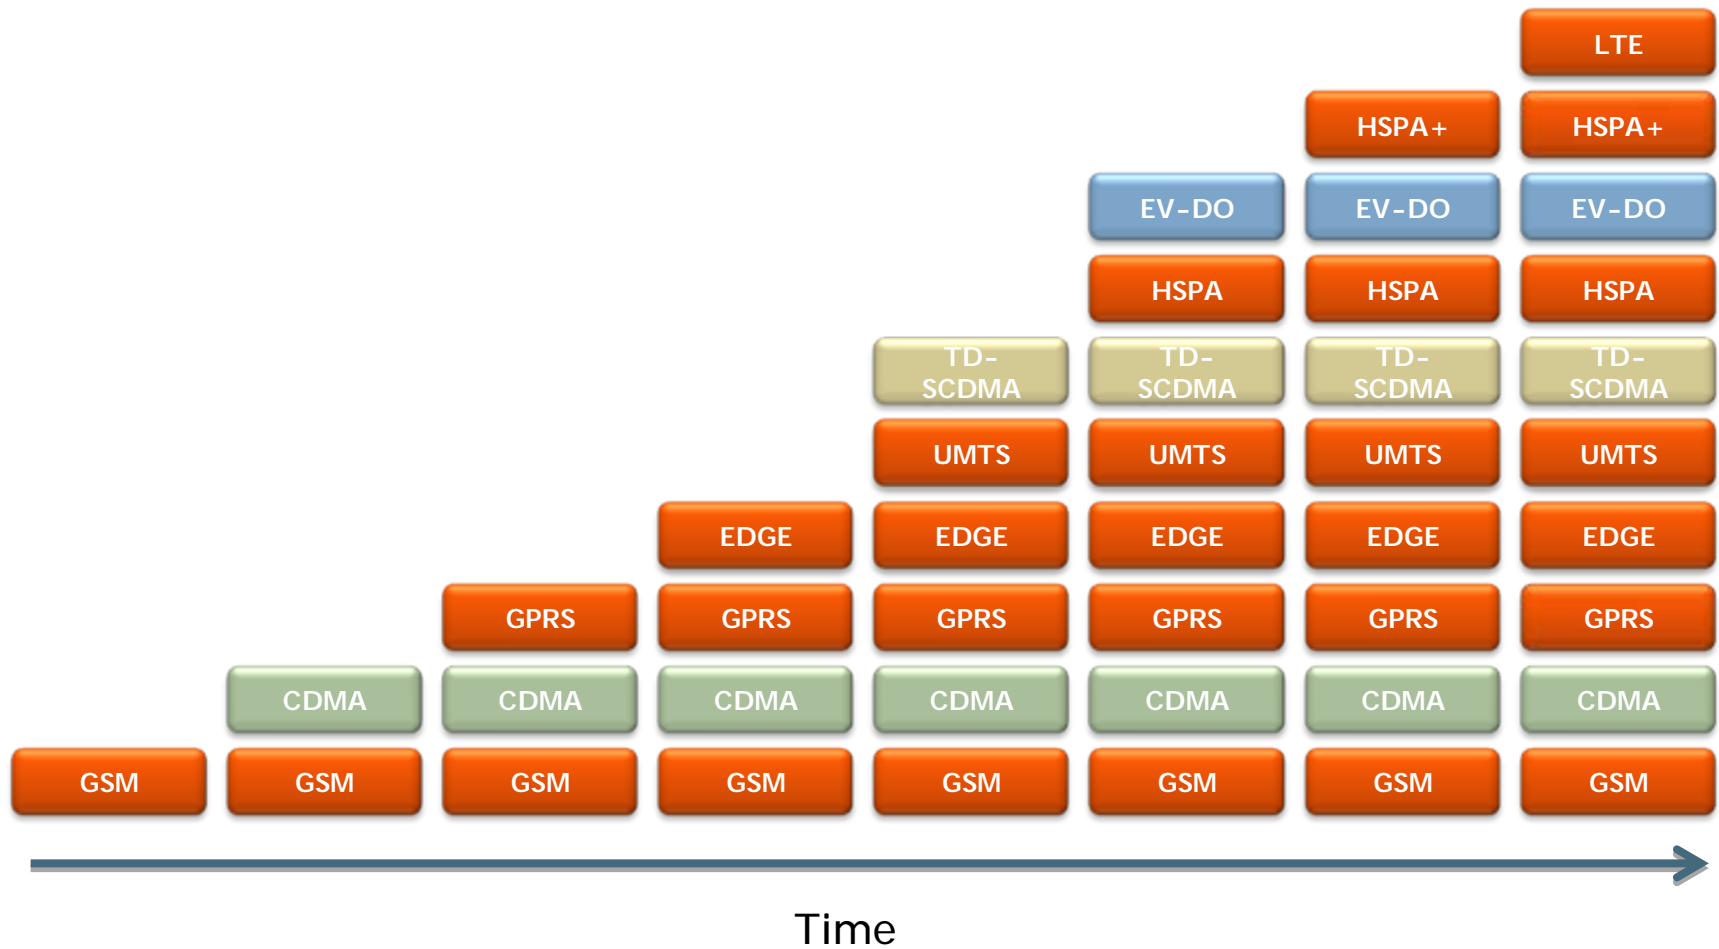 LTE
HSPA+ HSPA+
EV-DO EV-DO EV-DO
HSPA HSPA HSPA
TD- TD- TD- TD-
SCDMA SCDMA SCDMA SCDMA
UMTS UMTS UMTS UMTS
EDGE EDGE EDGE EDGE EDGE
GPRS GPRS GPRS GPRS GPRS GPRS
CDMA CDMA CDMA CDMA CDMA CDMA CDMA
GSM GSM GSM GSM GSM GSM GSM GSM
Time